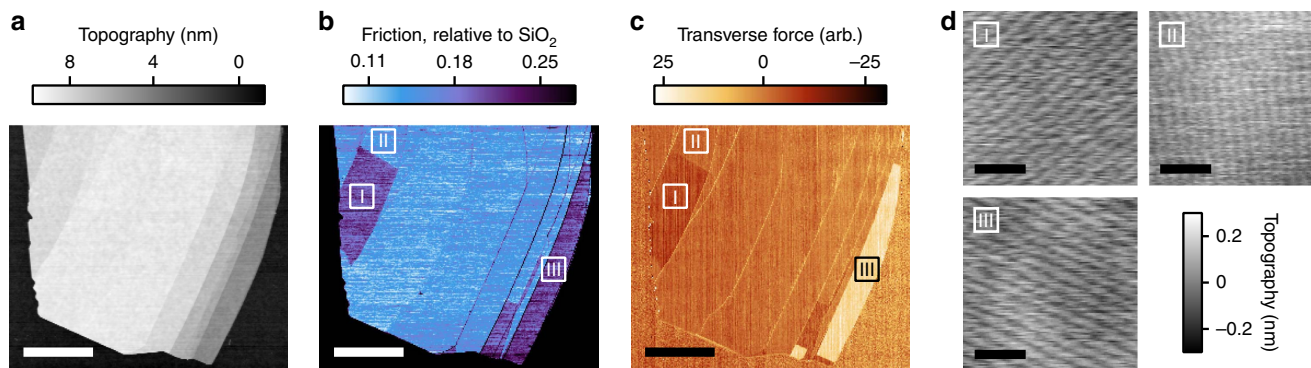 a
Topography (nm)
8 4 0
b
Friction, relative to SiO2
0.11 0.18 0.25
II
I
III
c
Transverse force (arb.)
25 0 −25
II
I
III
d
I
II
III
0.2
0
−0.2
Topography (nm)